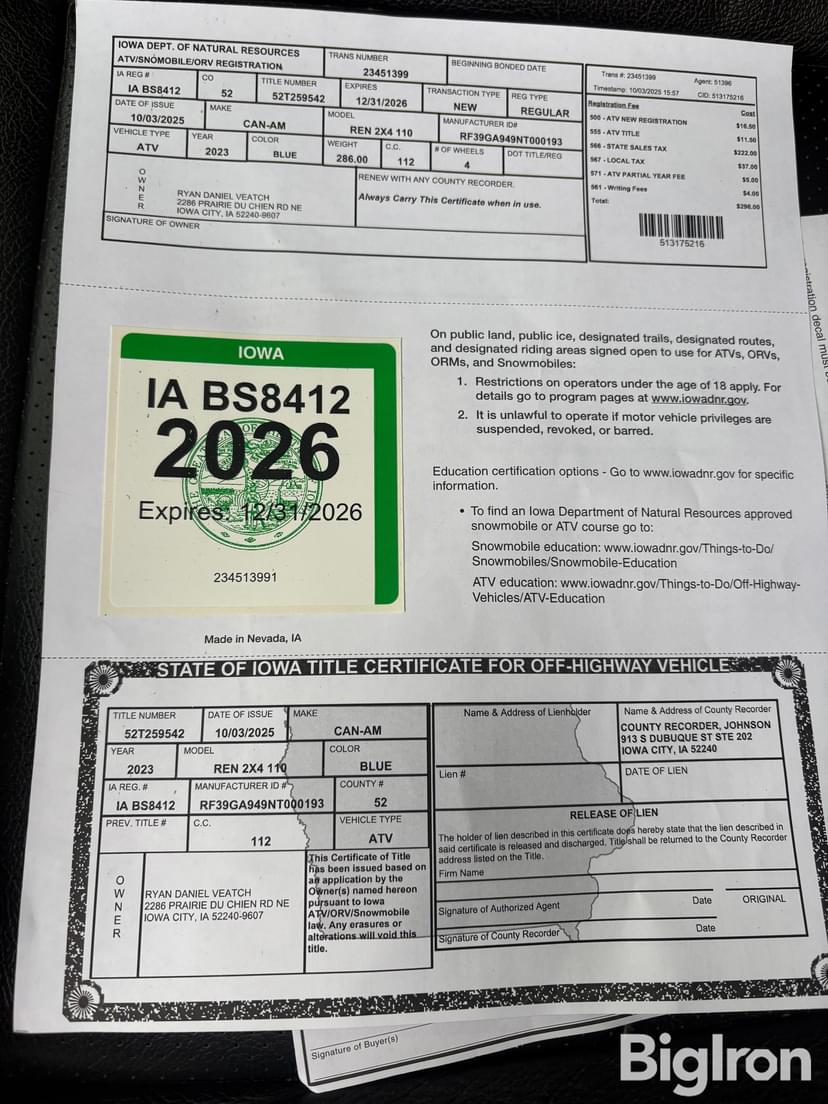 IOWA DEPT. OF NATURAL RESOURCES
ATV/SNOMOBILE/ORV REGISTRATION
TRANS NUMBER
23451399
BEGINNING BONDED DATE
IA REG #
IA BS8412
CO
52
TITLE NUMBER
52T259542
EXPIRES
12/31/2026
TRANSACTION TYPE
NEW
REG TYPE
REGULAR
DATE OF ISSUE
10/03/2025
MAKE
CAN-AM
MODEL
REN 2X4 110
MANUFACTURER ID#
RF39GA949NT000193
VEHICLE TYPE
ATV
YEAR
2023
COLOR
BLUE
WEIGHT
286.00
C.C.
112
# OF WHEELS
4
DOT TITLE/REG
OWNER
RYAN DANIEL VEATCH
2286 PRAIRIE DU CHIEN RD NE
IOWA CITY, IA 52240-9607
RENEW WITH ANY COUNTY RECORDER.
Always Carry This Certificate when in use.
SIGNATURE OF OWNER
Trans #: 23451399 Agent: 51396
Timestamp: 10/03/2025 15:57 CID: 513175216
Registration Fee Cost
500 - ATV NEW REGISTRATION $16.50
555 - ATV TITLE $11.50
566 - STATE SALES TAX $222.00
567 - LOCAL TAX $37.00
571 - ATV PARTIAL YEAR FEE $5.00
561 - Writing Fees $4.00
Total: $296.00
513175216
IOWA
IA BS8412
2026
Expires: 12/31/2026
234513991
Made in Nevada, IA
On public land, public ice, designated trails, designated routes,
and designated riding areas signed open to use for ATVs, ORVs,
ORMs, and Snowmobiles:
1. Restrictions on operators under the age of 18 apply. For
details go to program pages at www.iowadnr.gov.
2. It is unlawful to operate if motor vehicle privileges are
suspended, revoked, or barred.
Education certification options - Go to www.iowadnr.gov for specific
information.
• To find an Iowa Department of Natural Resources approved
snowmobile or ATV course go to:
Snowmobile education: www.iowadnr.gov/Things-to-Do/
Snowmobiles/Snowmobile-Education
ATV education: www.iowadnr.gov/Things-to-Do/Off-Highway-
Vehicles/ATV-Education
decal must
STATE OF IOWA TITLE CERTIFICATE FOR OFF-HIGHWAY VEHICLE
TITLE NUMBER
52T259542
DATE OF ISSUE
10/03/2025
MAKE
CAN-AM
YEAR
2023
MODEL
REN 2X4 110
COLOR
BLUE
IA REG. #
IA BS8412
MANUFACTURER ID #
RF39GA949NT000193
COUNTY #
52
PREV. TITLE #
C.C.
112
VEHICLE TYPE
ATV
OWNER
RYAN DANIEL VEATCH
2286 PRAIRIE DU CHIEN RD NE
IOWA CITY, IA 52240-9607
This Certificate of Title
has been issued based on
an application by the
Owner(s) named hereon
pursuant to Iowa
ATV/ORV/Snowmobile
law. Any erasures or
alterations will void this
title.
Name & Address of Lienholder
Name & Address of County Recorder
COUNTY RECORDER, JOHNSON
913 S DUBUQUE ST STE 202
IOWA CITY, IA 52240
Lien #
DATE OF LIEN
RELEASE OF LIEN
The holder of lien described in this certificate does hereby state that the lien described in
said certificate is released and discharged. Title shall be returned to the County Recorder
address listed on the Title.
Firm Name
Signature of Authorized Agent Date ORIGINAL
Signature of County Recorder Date
Signature of Buyer(s)
BigIron